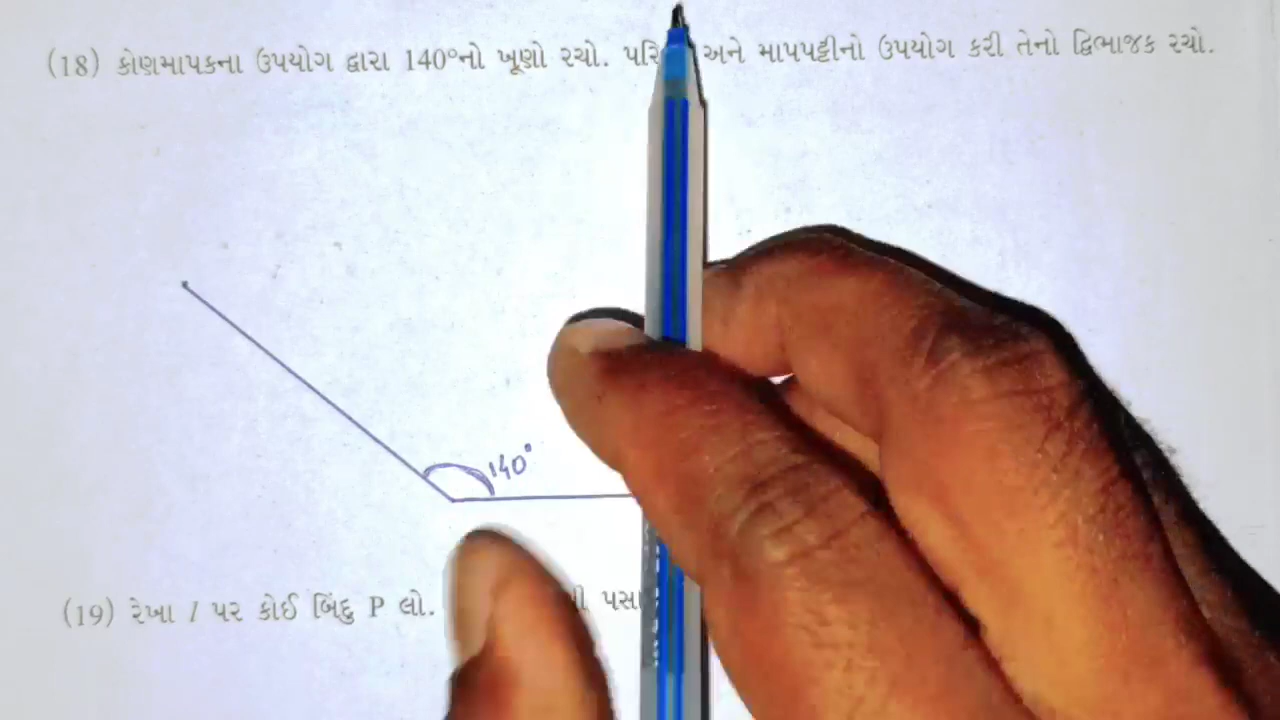 (18) કોણમાપકના ઉપયોગ દ્વારા 140°નો ખૂણો રચો. અને માપપટ્ટીનો ઉપયોગ કરી તેનો દ્વિભાજક રચો.
140°
(19) રેખા l પર કોઈ બિંદુ P લો.